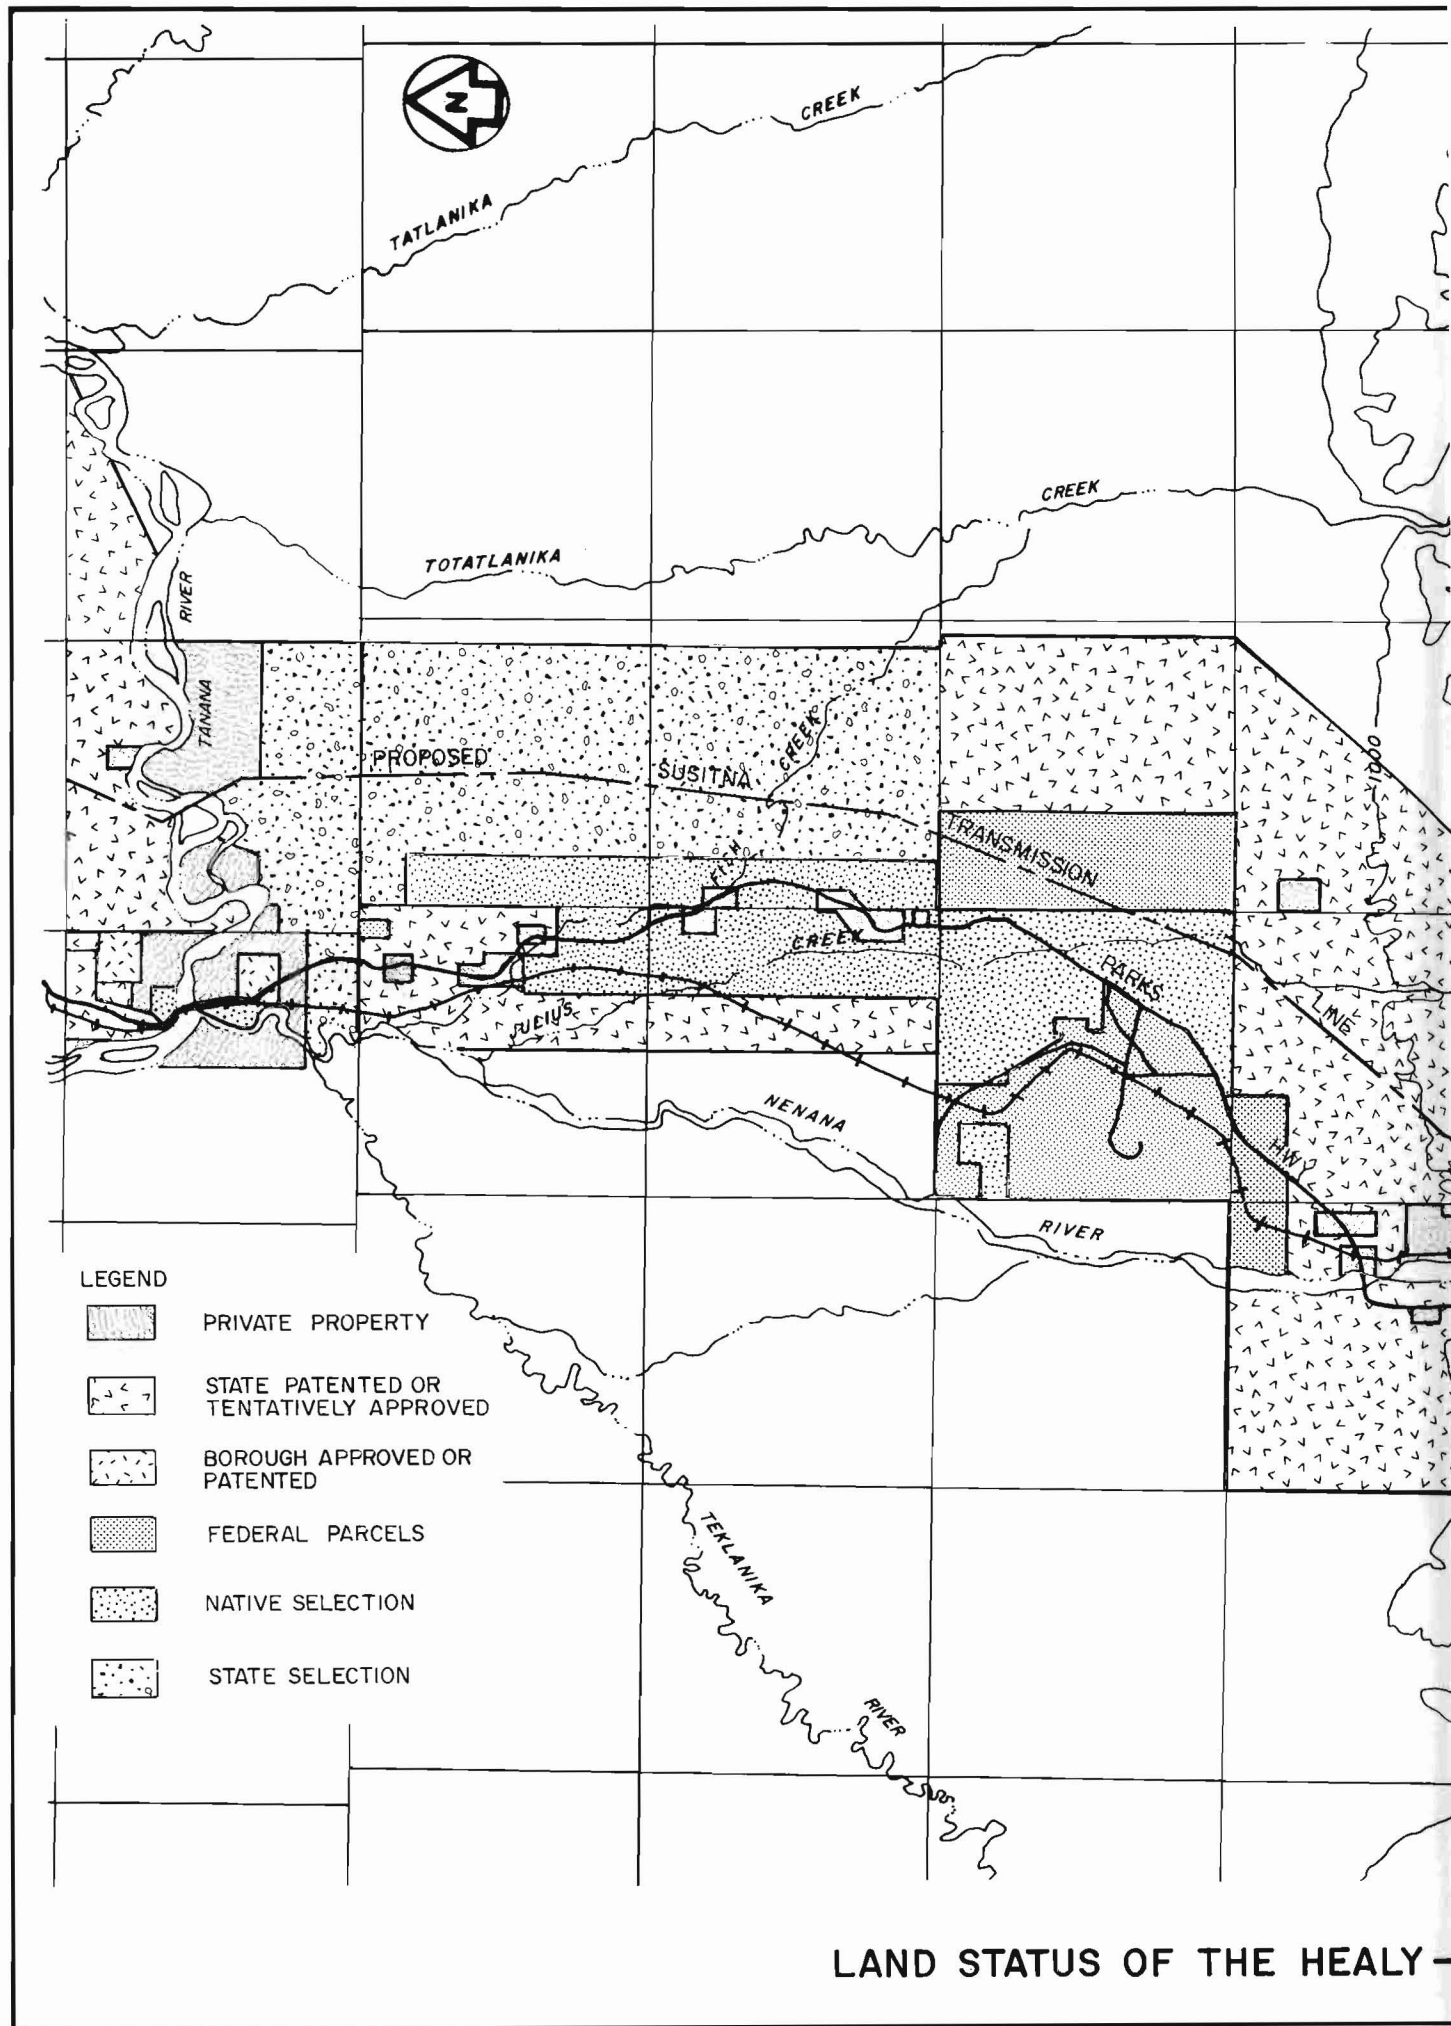 N
CREEK
TATLANIKA
CREEK
TOTATLANIKA
RIVER
TANANA
PROPOSED
SUSITNA
CREEK
1000
TRANSMISSION
FISH
CREEK
PARKS
LINE
JULIUS
NENANA
HWY
RIVER
LEGEND
PRIVATE PROPERTY
STATE PATENTED OR
TENTATIVELY APPROVED
BOROUGH APPROVED OR
PATENTED
FEDERAL PARCELS
NATIVE SELECTION
STATE SELECTION
TEKLANIKA
RIVER
LAND STATUS OF THE HEALY -